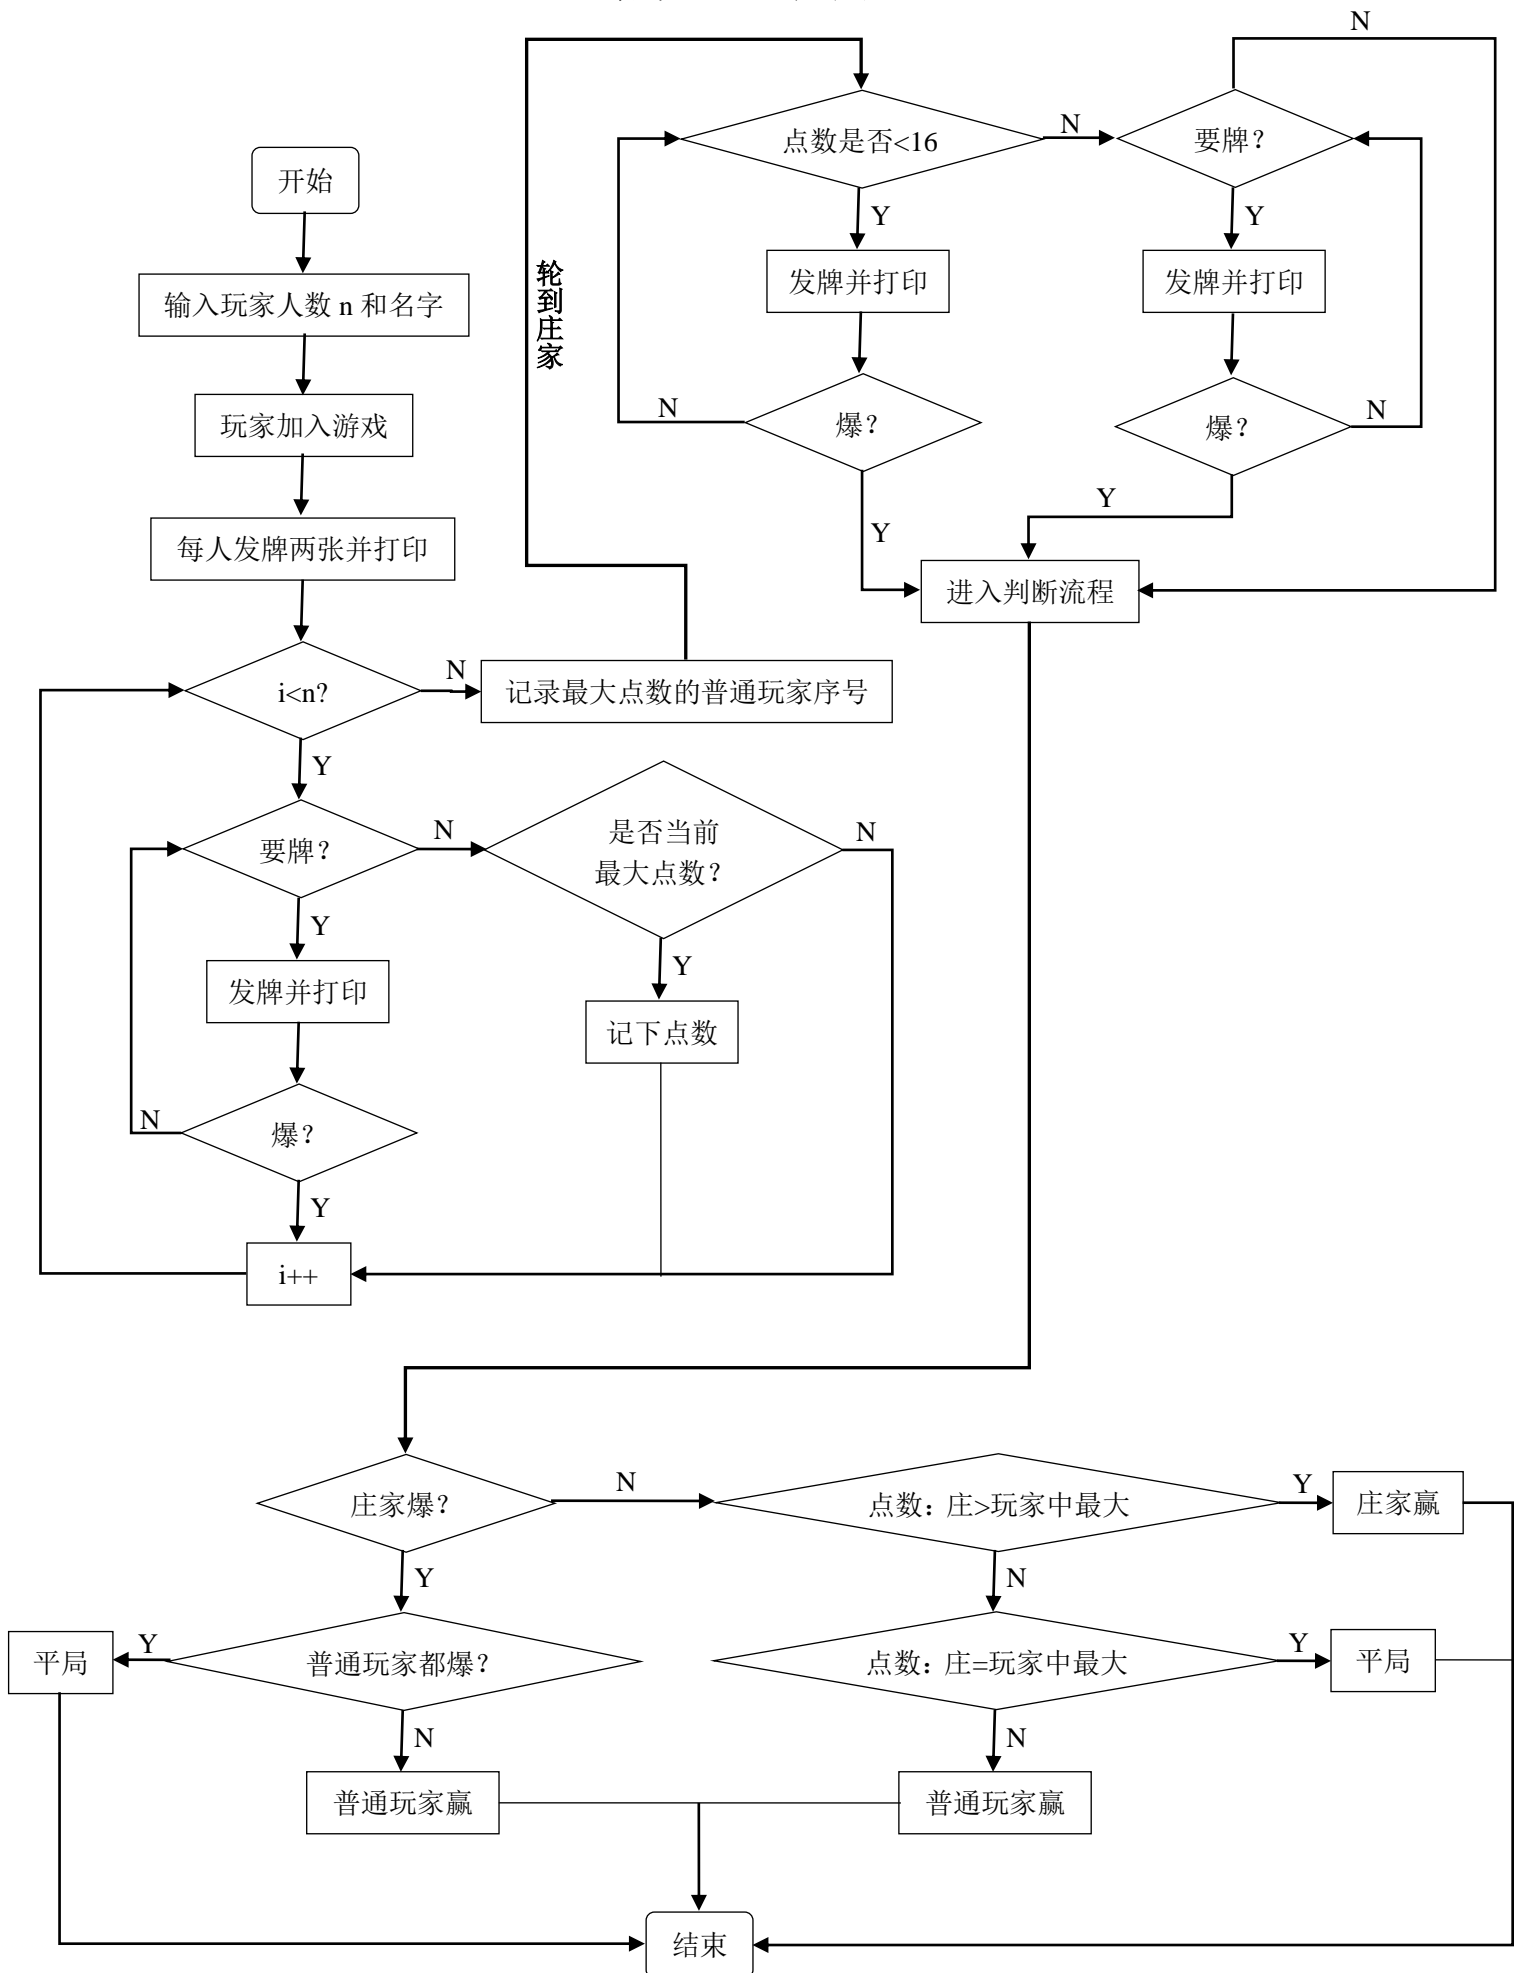 开始
输入玩家人数 n 和名字
玩家加入游戏
每人发牌两张并打印
i<n?
N
记录最大点数的普通玩家序号
Y
要牌？
N
是否当前
最大点数？
N
Y
发牌并打印
Y
记下点数
爆？
N
Y
i++
轮到庄家
点数是否<16
N
要牌？
N
Y
发牌并打印
Y
发牌并打印
爆？
N
爆？
N
Y
Y
进入判断流程
庄家爆？
N
点数：庄>玩家中最大
Y
庄家赢
Y
N
普通玩家都爆？
Y
平局
点数：庄=玩家中最大
Y
平局
N
普通玩家赢
N
普通玩家赢
结束